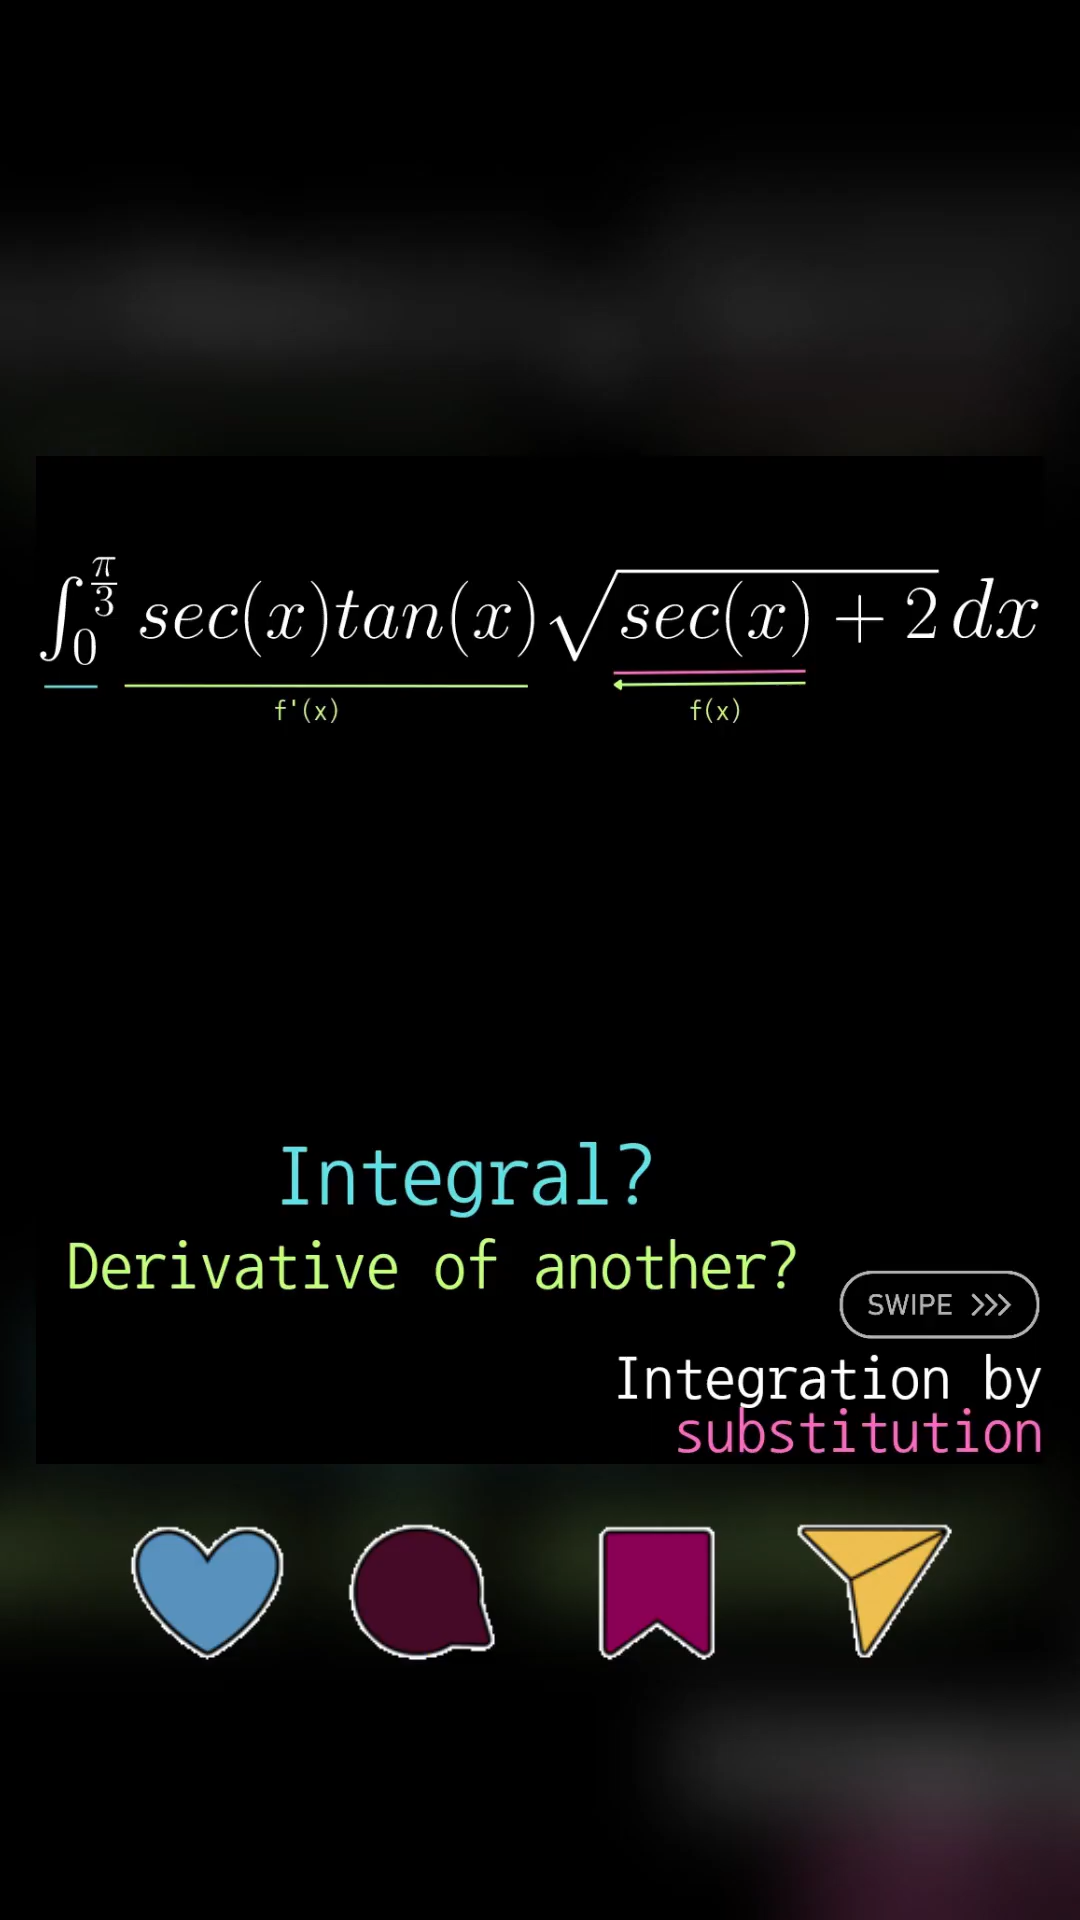 ∫₀^(π/3) sec(x)tan(x)√(sec(x) + 2) dx
f'(x) f(x)
Integral?
Derivative of another?
SWIPE >>>
Integration by
substitution